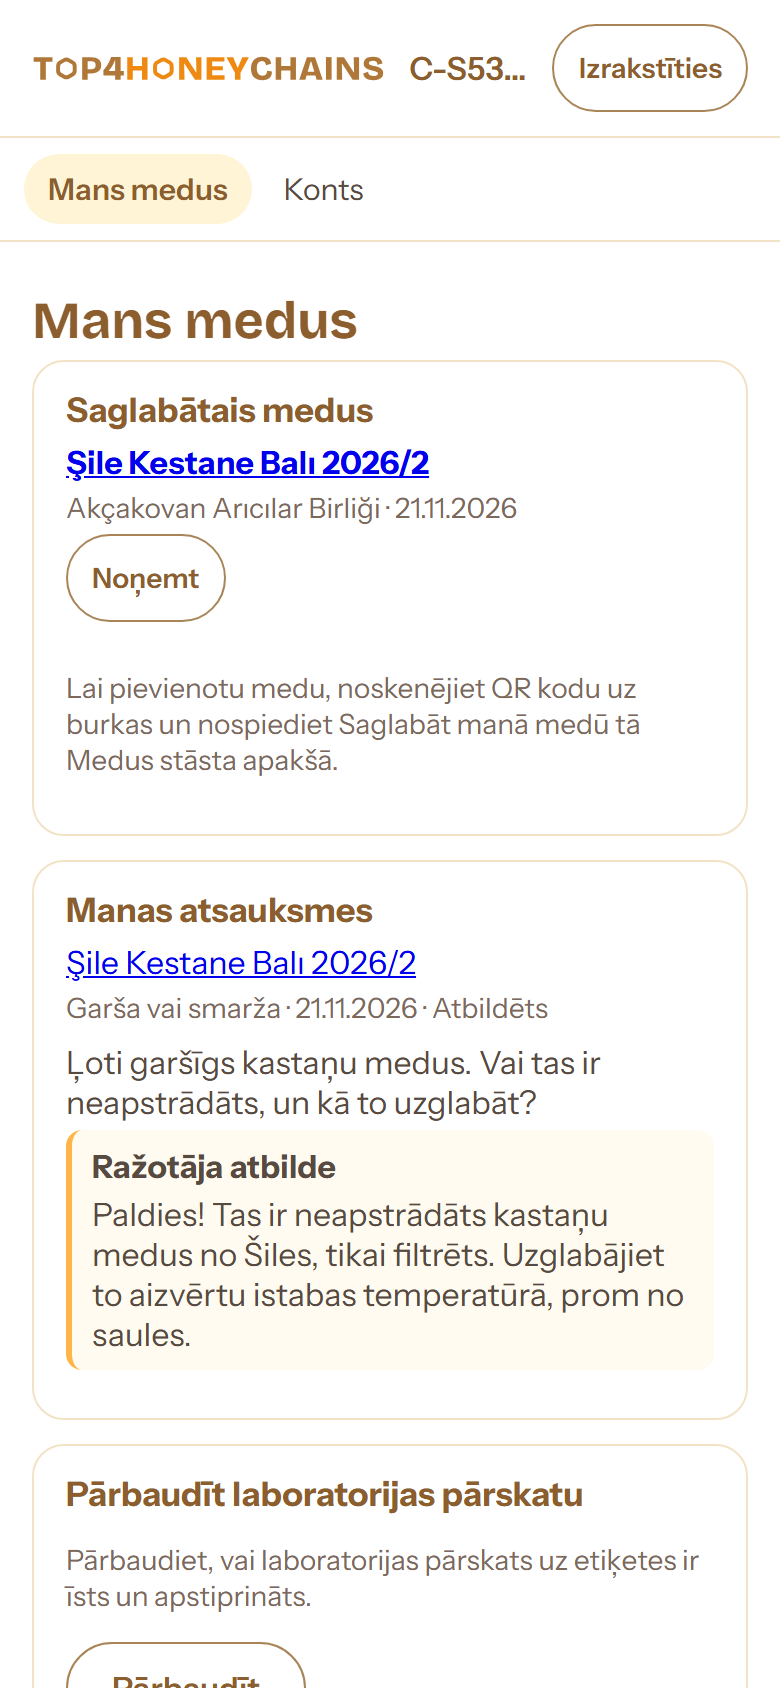 TOP4HONEYCHAINS C-S53... Izrakstīties
Mans medus Konts
Mans medus
Saglabātais medus
Şile Kestane Balı 2026/2
Akçakovan Arıcılar Birliği · 21.11.2026
Noņemt
Lai pievienotu medu, noskenējiet QR kodu uz
burkas un nospiediet Saglabāt manā medū tā
Medus stāsta apakšā.
Manas atsauksmes
Şile Kestane Balı 2026/2
Garša vai smarža · 21.11.2026 · Atbildēts
Ļoti garšīgs kastaņu medus. Vai tas ir
neapstrādāts, un kā to uzglabāt?
Ražotāja atbilde
Paldies! Tas ir neapstrādāts kastaņu
medus no Šiles, tikai filtrēts. Uzglabājiet
to aizvērtu istabas temperatūrā, prom no
saules.
Pārbaudīt laboratorijas pārskatu
Pārbaudiet, vai laboratorijas pārskats uz etiķetes ir
īsts un apstiprināts.
Pārbaudīt